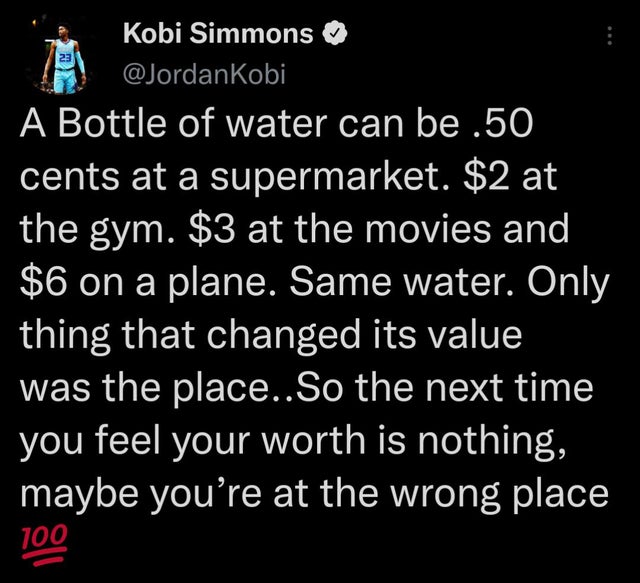 Kobi Simmons
@JordanKobi
A Bottle of water can be .50
cents at a supermarket. $2 at
the gym. $3 at the movies and
$6 on a plane. Same water. Only
thing that changed its value
was the place..So the next time
you feel your worth is nothing,
maybe you’re at the wrong place
💯
23